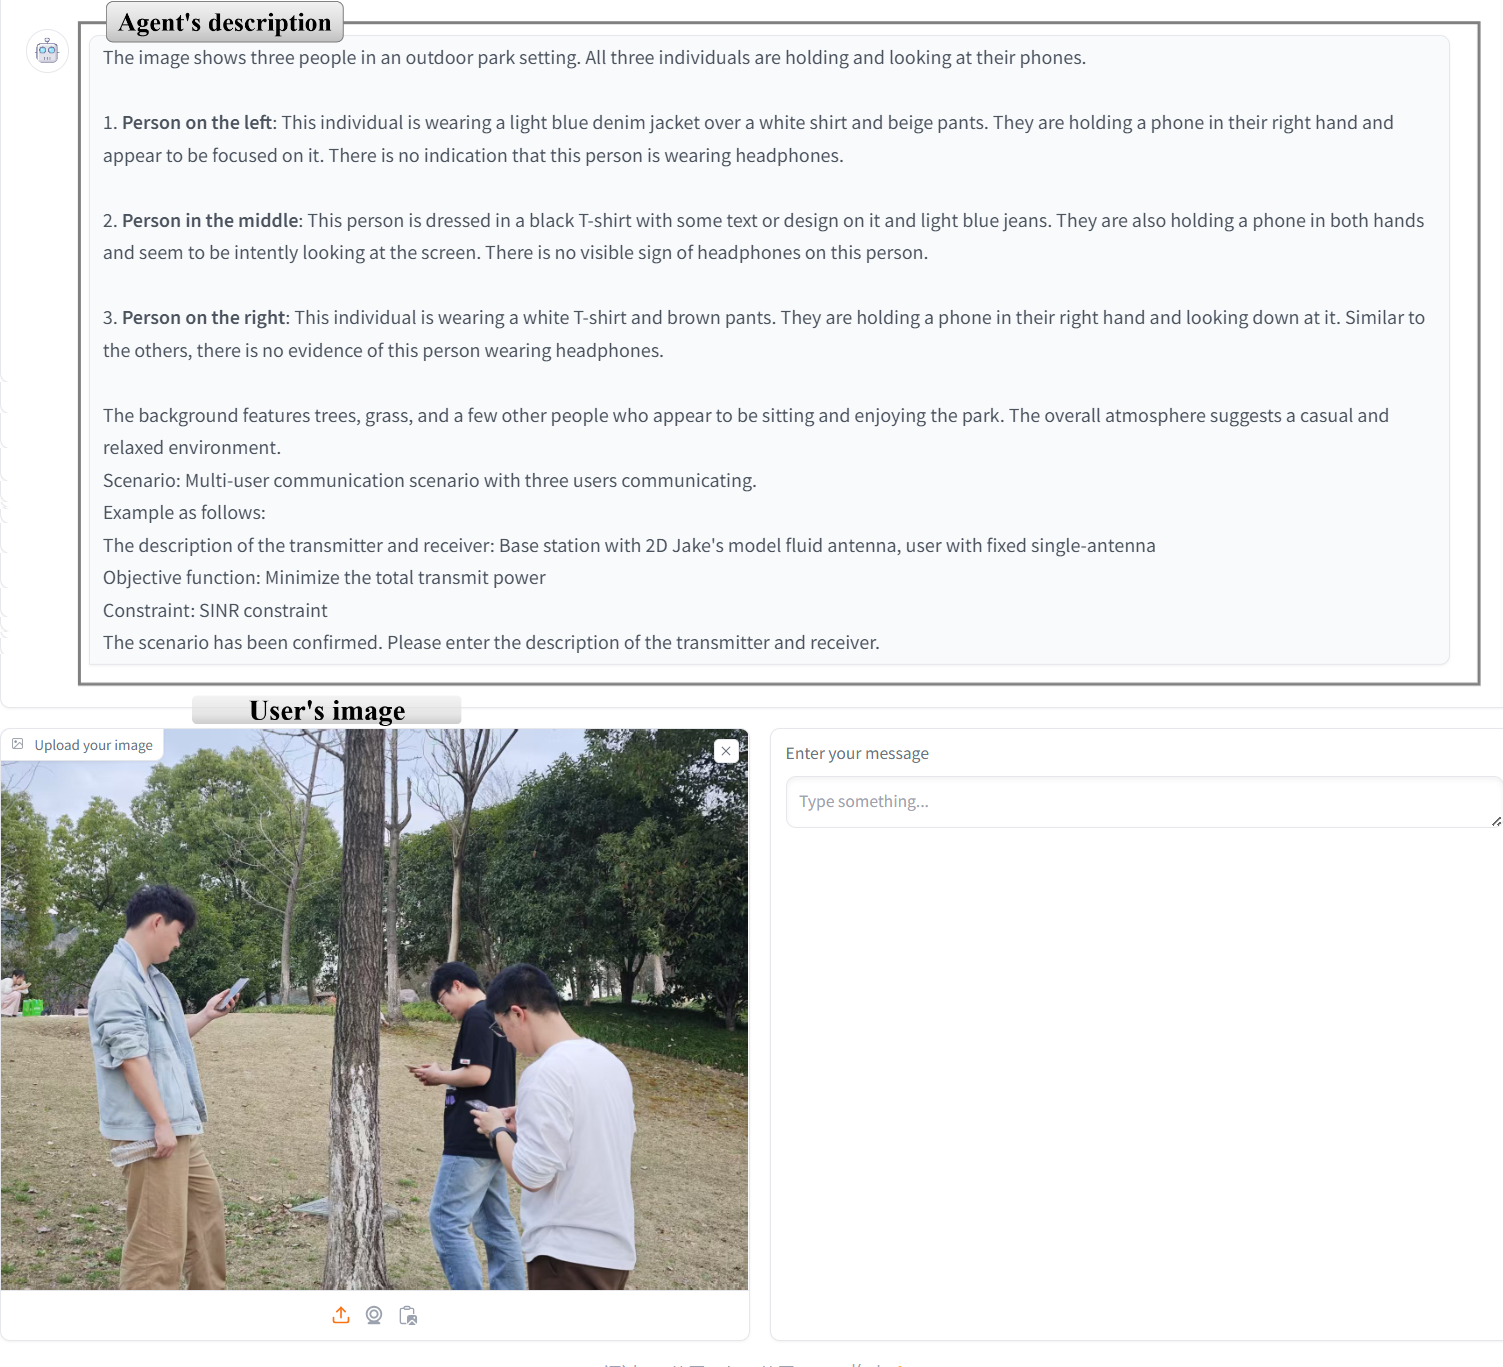 Agent's description
The image shows three people in an outdoor park setting. All three individuals are holding and looking at their phones.
1. Person on the left: This individual is wearing a light blue denim jacket over a white shirt and beige pants. They are holding a phone in their right hand and
appear to be focused on it. There is no indication that this person is wearing headphones.
2. Person in the middle: This person is dressed in a black T-shirt with some text or design on it and light blue jeans. They are also holding a phone in both hands
and seem to be intently looking at the screen. There is no visible sign of headphones on this person.
3. Person on the right: This individual is wearing a white T-shirt and brown pants. They are holding a phone in their right hand and looking down at it. Similar to
the others, there is no evidence of this person wearing headphones.
The background features trees, grass, and a few other people who appear to be sitting and enjoying the park. The overall atmosphere suggests a casual and
relaxed environment.
Scenario: Multi-user communication scenario with three users communicating.
Example as follows:
The description of the transmitter and receiver: Base station with 2D Jake's model fluid antenna, user with fixed single-antenna
Objective function: Minimize the total transmit power
Constraint: SINR constraint
The scenario has been confirmed. Please enter the description of the transmitter and receiver.
User's image
Upload your image
Enter your message
Type something...